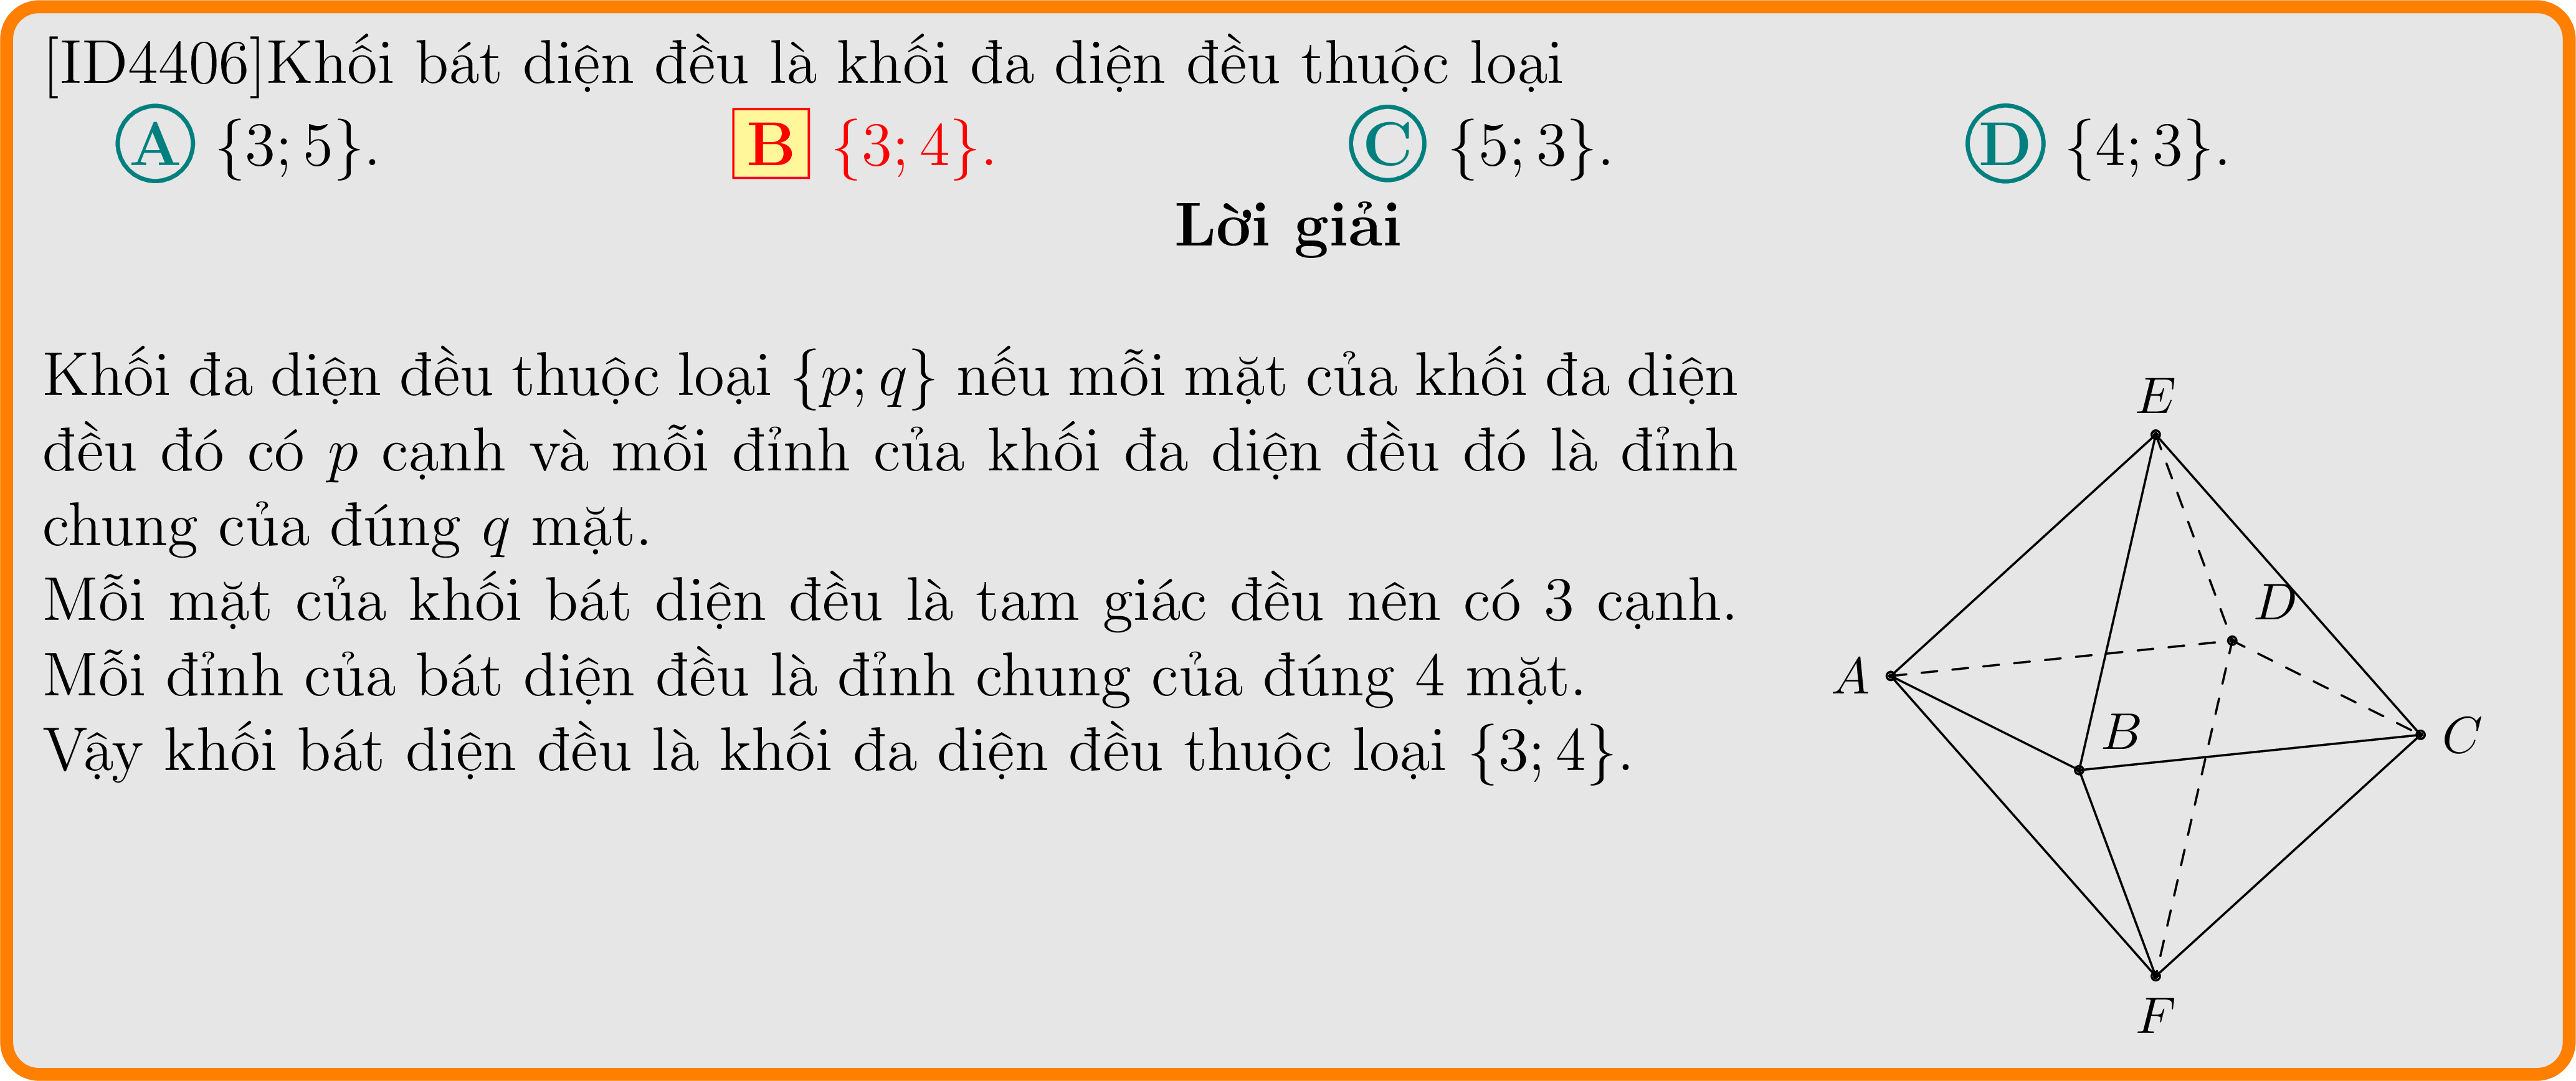 [ID4406]Khối bát diện đều là khối đa diện đều thuộc loại
A {3; 5}. B {3; 4}. C {5; 3}. D {4; 3}.
Lời giải
Khối đa diện đều thuộc loại {p; q} nếu mỗi mặt của khối đa diện
đều đó có p cạnh và mỗi đỉnh của khối đa diện đều đó là đỉnh
chung của đúng q mặt.
Mỗi mặt của khối bát diện đều là tam giác đều nên có 3 cạnh.
Mỗi đỉnh của bát diện đều là đỉnh chung của đúng 4 mặt.
Vậy khối bát diện đều là khối đa diện đều thuộc loại {3; 4}.
E
D
A
B
C
F